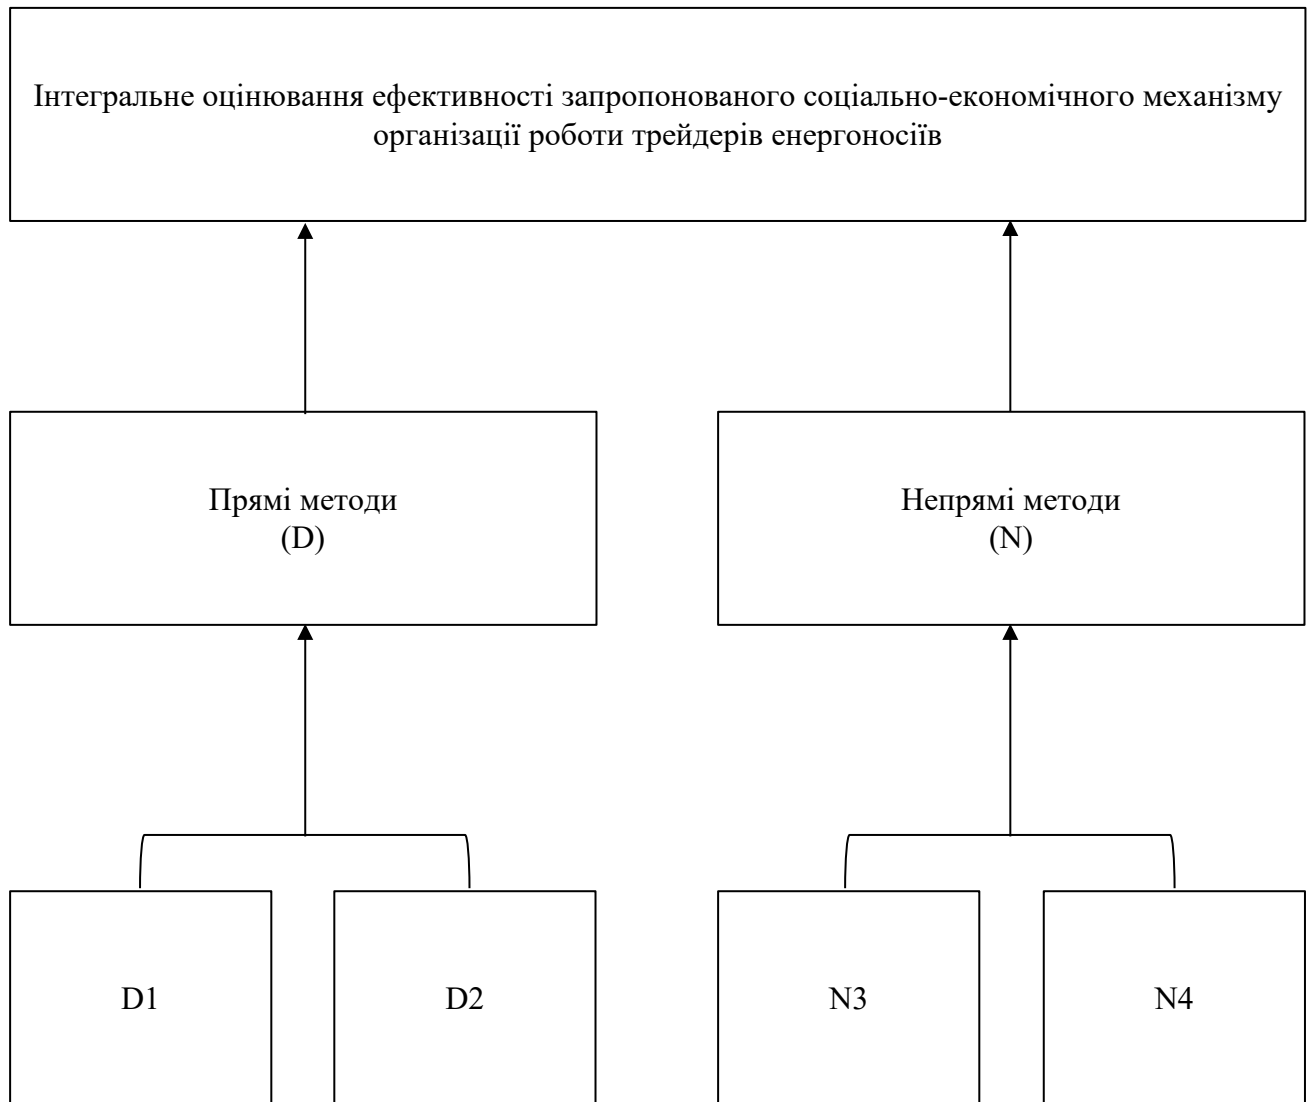 Інтегральне оцінювання ефективності запропонованого соціально-економічного механізму
організації роботи трейдерів енергоносіїв
Прямі методи
(D)
Непрямі методи
(N)
D1
D2
N3
N4